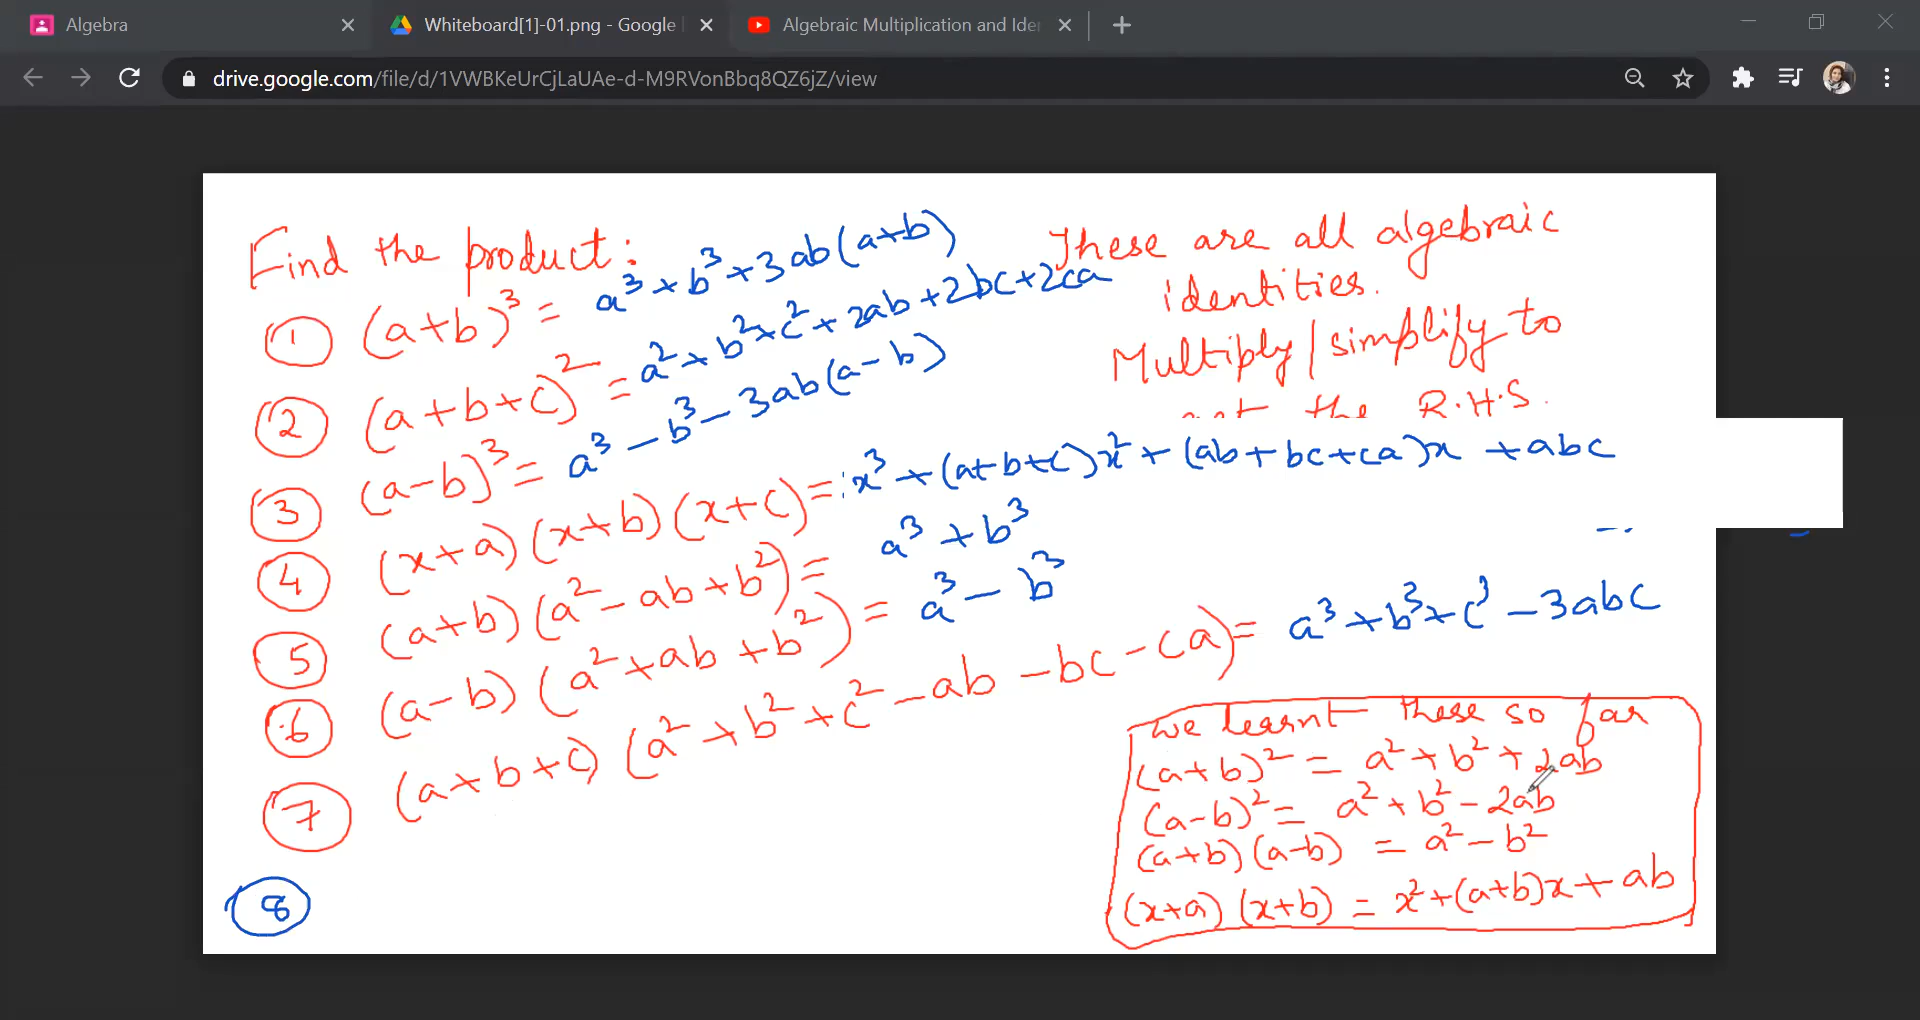 Algebra
Whiteboard[1]-01.png - Google
Algebraic Multiplication and Ide
drive.google.com/file/d/1VWBKeUrCjLaUAe-d-M9RVonBbq8QZ6jZ/view
Find the product:
① (a+b)³ = a³+b³+3ab(a+b)
② (a+b+c)² = a²+b²+c²+2ab+2bc+2ca
③ (a-b)³ = a³-b³-3ab(a-b)
④ (x+a)(x+b)(x+c) = x³+(a+b+c)x²+(ab+bc+ca)x+abc
⑤ (a+b)(a²-ab+b²) = a³+b³
⑥ (a-b)(a²+ab+b²) = a³-b³
⑦ (a+b+c)(a²+b²+c²-ab-bc-ca) = a³+b³+c³-3abc
⑧
These are all algebraic
identities.
Multiply/simplify to
get the R.H.S.
We learnt these so far
(a+b)² = a²+b²+2ab
(a-b)² = a²+b²-2ab
(a+b)(a-b) = a²-b²
(x+a)(x+b) = x²+(a+b)x+ab